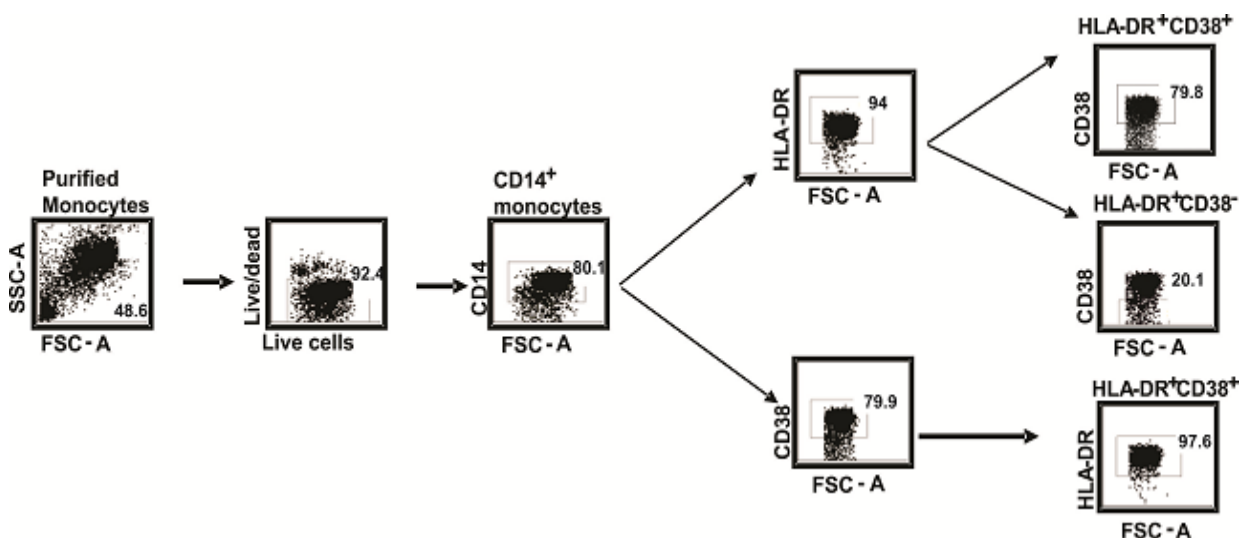 Purified
Monocytes
SSC-A
48.6
FSC-A
Live/dead
92.4
Live cells
CD14⁺
monocytes
CD14
80.1
FSC-A
HLA-DR
94
FSC-A
HLA-DR⁺CD38⁺
CD38
79.8
FSC-A
HLA-DR⁺CD38⁻
CD38
20.1
FSC-A
CD38
79.9
FSC-A
HLA-DR⁺CD38⁺
HLA-DR
97.6
FSC-A